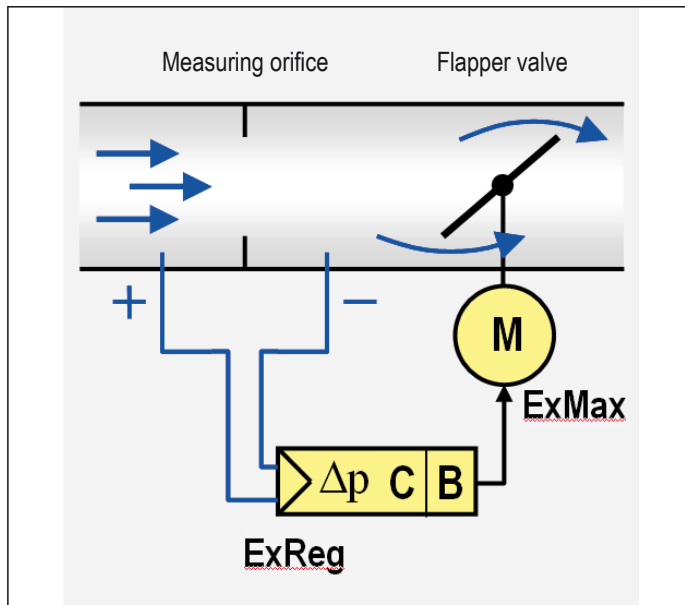 Measuring orifice Flapper valve
+ −
M
ExMax
Δp C B
ExReg